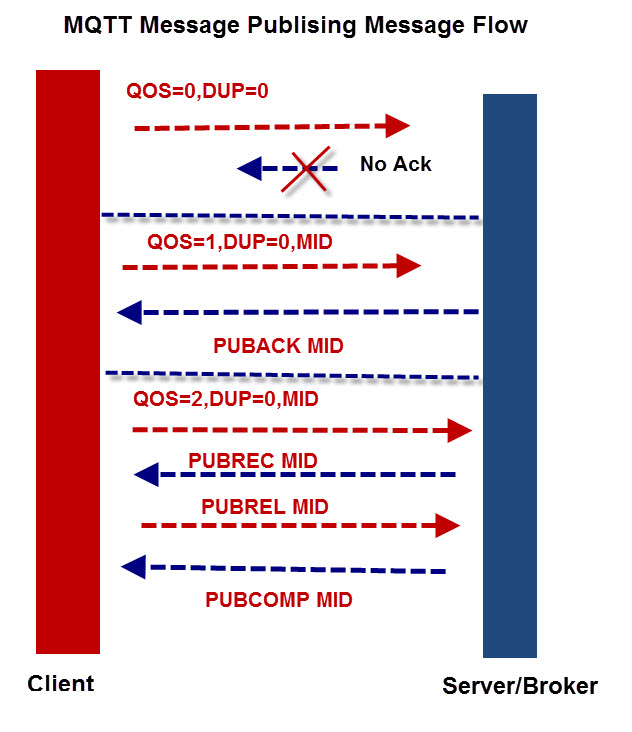 MQTT Message Publising Message Flow
QOS=0,DUP=0
No Ack
QOS=1,DUP=0,MID
PUBACK MID
QOS=2,DUP=0,MID
PUBREC MID
PUBREL MID
PUBCOMP MID
Client
Server/Broker